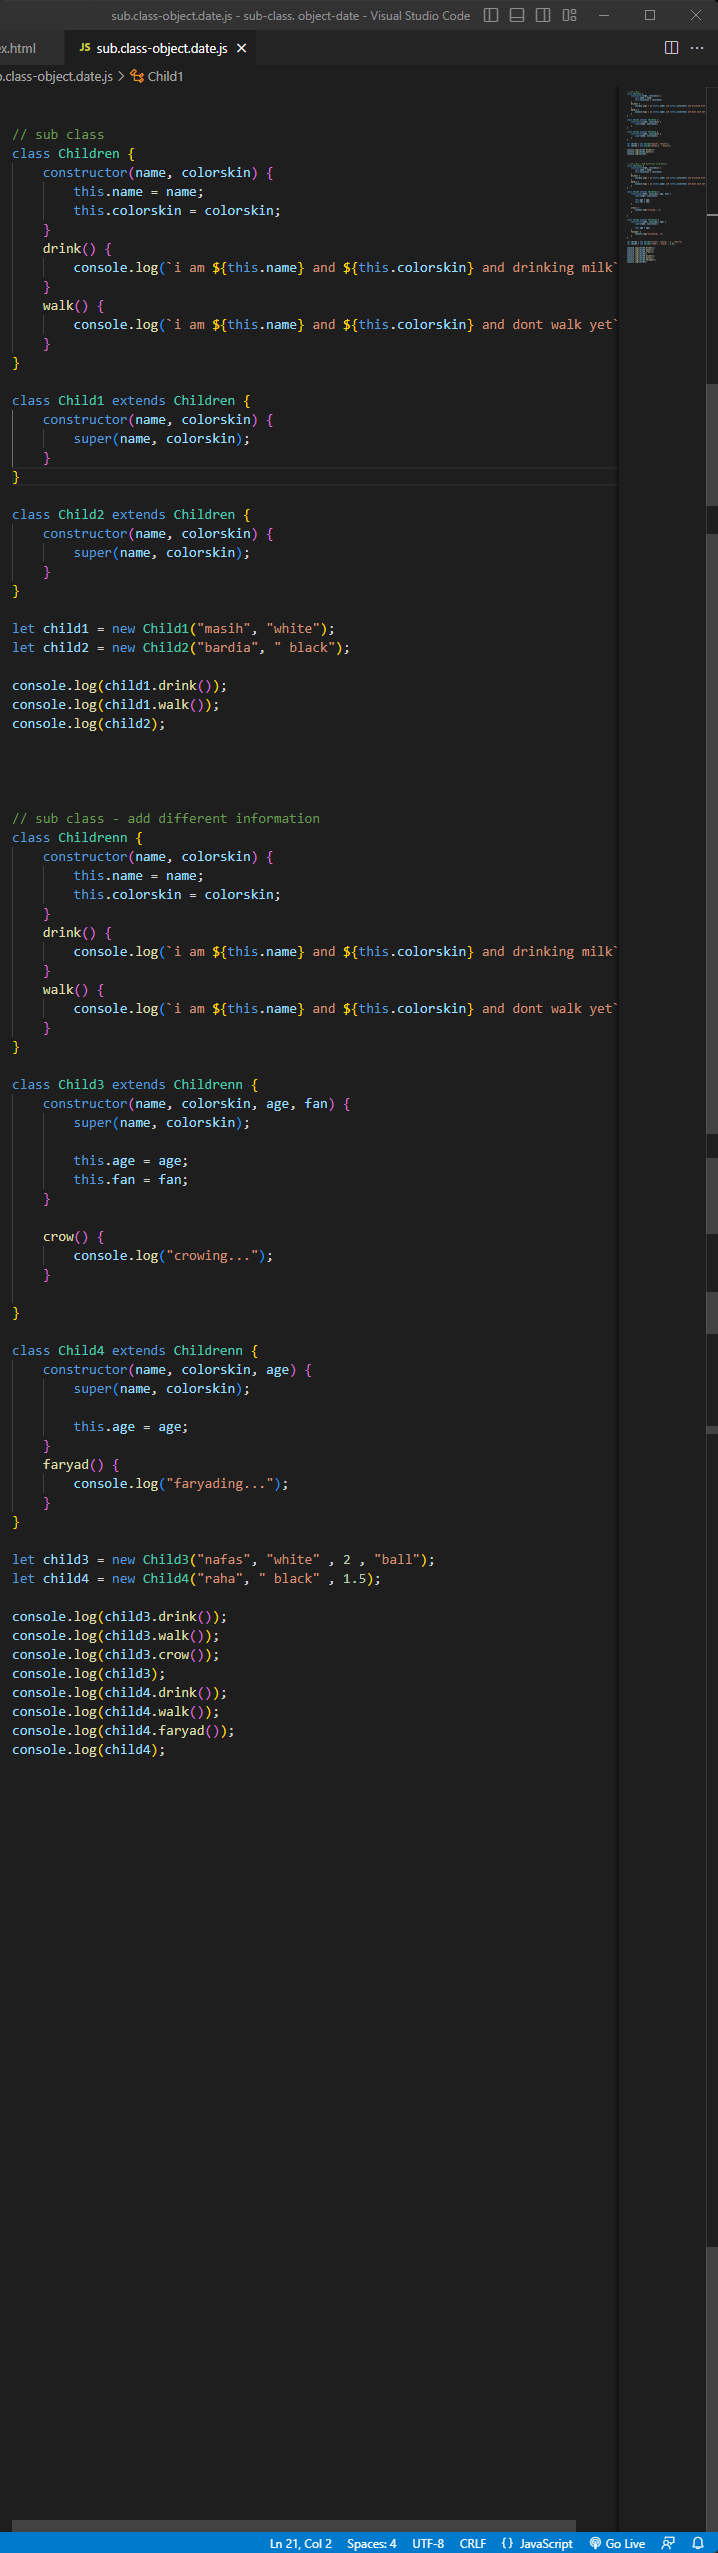 sub.class-object.date.js - sub-class. object-date - Visual Studio Code
x.html
JS sub.class-object.date.js
.class-object.date.js > Child1
// sub class
class Children {
    constructor(name, colorskin) {
        this.name = name;
        this.colorskin = colorskin;
    }
    drink() {
        console.log(`i am ${this.name} and ${this.colorskin} and drinking milk`
    }
    walk() {
        console.log(`i am ${this.name} and ${this.colorskin} and dont walk yet`
    }
}
class Child1 extends Children {
    constructor(name, colorskin) {
        super(name, colorskin);
    }
}
class Child2 extends Children {
    constructor(name, colorskin) {
        super(name, colorskin);
    }
}
let child1 = new Child1("masih", "white");
let child2 = new Child2("bardia", " black");
console.log(child1.drink());
console.log(child1.walk());
console.log(child2);
// sub class - add different information
class Childrenn {
    constructor(name, colorskin) {
        this.name = name;
        this.colorskin = colorskin;
    }
    drink() {
        console.log(`i am ${this.name} and ${this.colorskin} and drinking milk`
    }
    walk() {
        console.log(`i am ${this.name} and ${this.colorskin} and dont walk yet`
    }
}
class Child3 extends Childrenn {
    constructor(name, colorskin, age, fan) {
        super(name, colorskin);
        this.age = age;
        this.fan = fan;
    }
    crow() {
        console.log("crowing...");
    }
}
class Child4 extends Childrenn {
    constructor(name, colorskin, age) {
        super(name, colorskin);
        this.age = age;
    }
    faryad() {
        console.log("faryading...");
    }
}
let child3 = new Child3("nafas", "white" , 2 , "ball");
let child4 = new Child4("raha", " black" , 1.5);
console.log(child3.drink());
console.log(child3.walk());
console.log(child3.crow());
console.log(child3);
console.log(child4.drink());
console.log(child4.walk());
console.log(child4.faryad());
console.log(child4);
Ln 21, Col 2 Spaces: 4 UTF-8 CRLF {} JavaScript Go Live